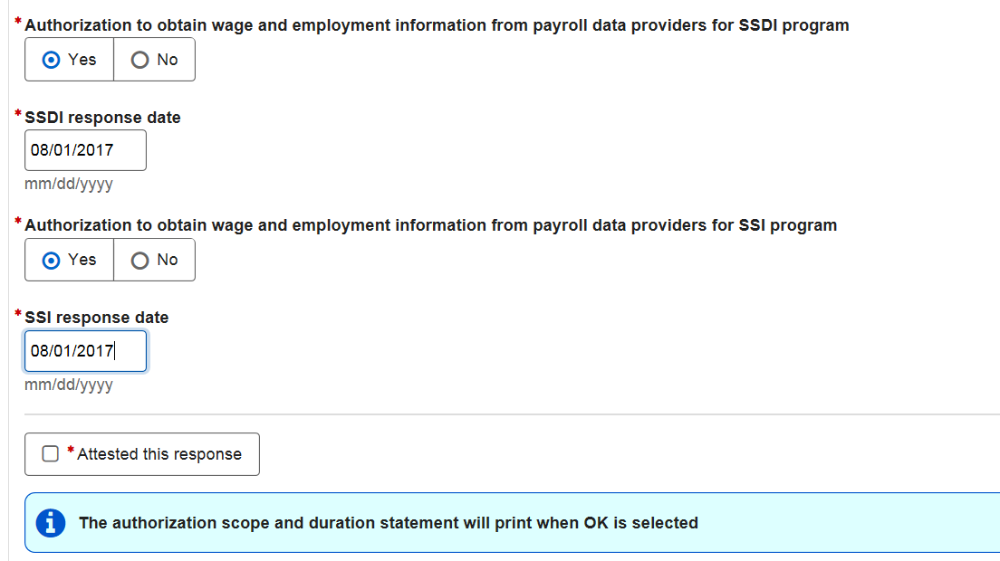 * Authorization to obtain wage and employment information from payroll data providers for SSDI program
Yes No
* SSDI response date
08/01/2017
mm/dd/yyyy
* Authorization to obtain wage and employment information from payroll data providers for SSI program
Yes No
* SSI response date
08/01/2017
mm/dd/yyyy
* Attested this response
The authorization scope and duration statement will print when OK is selected